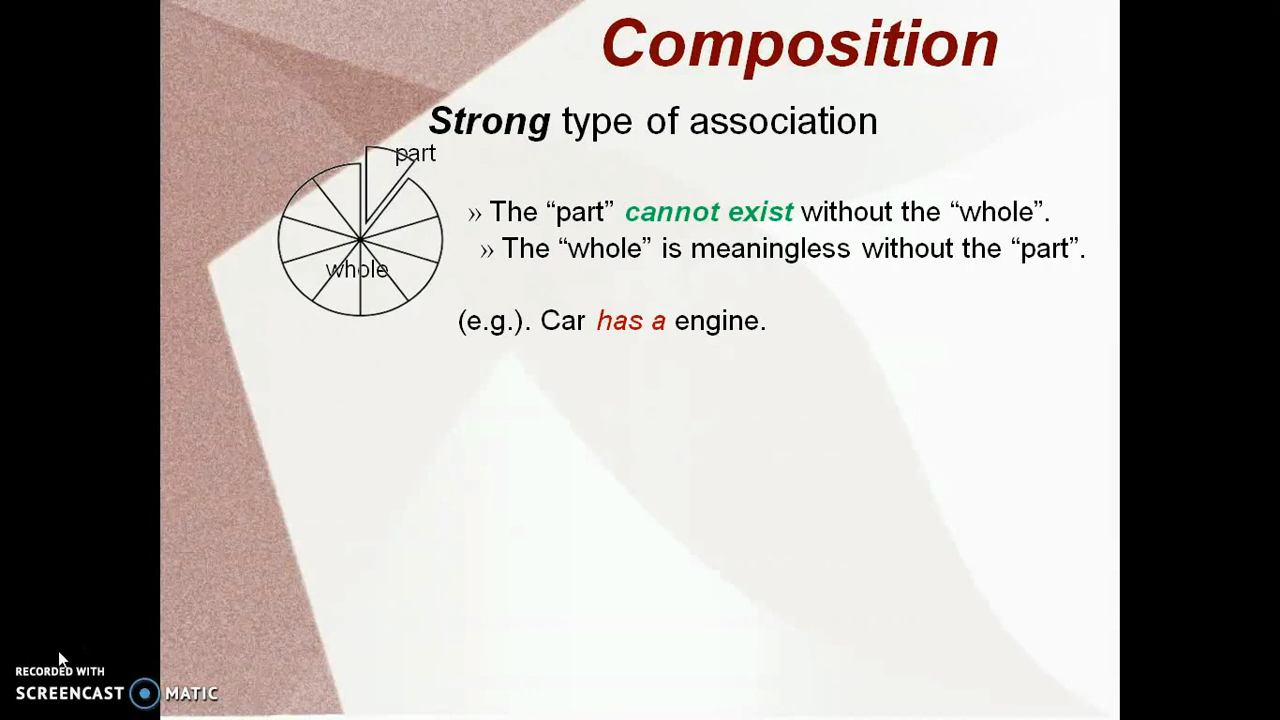 Composition
Strong type of association
part
» The “part” cannot exist without the “whole”.
» The “whole” is meaningless without the “part”.
whole
(e.g.). Car has a engine.
RECORDED WITH
SCREENCAST MATIC